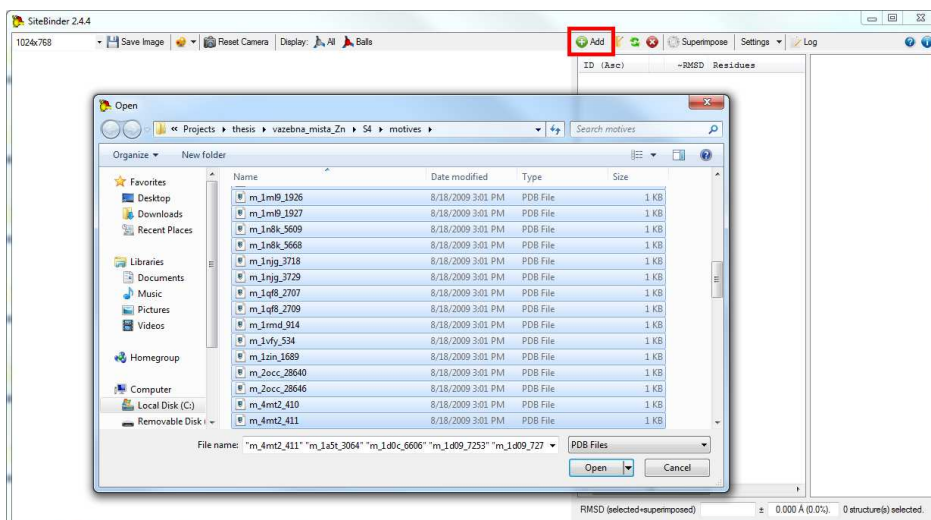 SiteBinder 2.4.4
1024x768 Save Image Reset Camera Display: All Balls Add Superimpose Settings Log
ID (Asc) ~RMSD Residues
Open
« Projects thesis vazebna_mista_Zn S4 motives Search motives
Organize New folder
Name Date modified Type Size
Favorites
Desktop
Downloads
Recent Places
Libraries
Documents
Music
Pictures
Videos
Homegroup
Computer
Local Disk (C:)
Removable Disk
m_1ml9_1926 8/18/2009 3:01 PM PDB File 1 KB
m_1ml9_1927 8/18/2009 3:01 PM PDB File 1 KB
m_1n8k_5609 8/18/2009 3:01 PM PDB File 1 KB
m_1n8k_5668 8/18/2009 3:01 PM PDB File 1 KB
m_1njg_3718 8/18/2009 3:01 PM PDB File 1 KB
m_1njg_3729 8/18/2009 3:01 PM PDB File 1 KB
m_1qf8_2707 8/18/2009 3:01 PM PDB File 1 KB
m_1qf8_2709 8/18/2009 3:01 PM PDB File 1 KB
m_1rmd_914 8/18/2009 3:01 PM PDB File 1 KB
m_1vfy_534 8/18/2009 3:01 PM PDB File 1 KB
m_1zin_1689 8/18/2009 3:01 PM PDB File 1 KB
m_2occ_28640 8/18/2009 3:01 PM PDB File 1 KB
m_2occ_28646 8/18/2009 3:01 PM PDB File 1 KB
m_4mt2_410 8/18/2009 3:01 PM PDB File 1 KB
m_4mt2_411 8/18/2009 3:01 PM PDB File 1 KB
File name: "m_4mt2_411" "m_1a5t_3064" "m_1d0c_6606" "m_1d09_7253" "m_1d09_727 PDB Files
Open Cancel
RMSD (selected+superimposed) ± 0.000 Å (0.0%). 0 structure(s) selected.